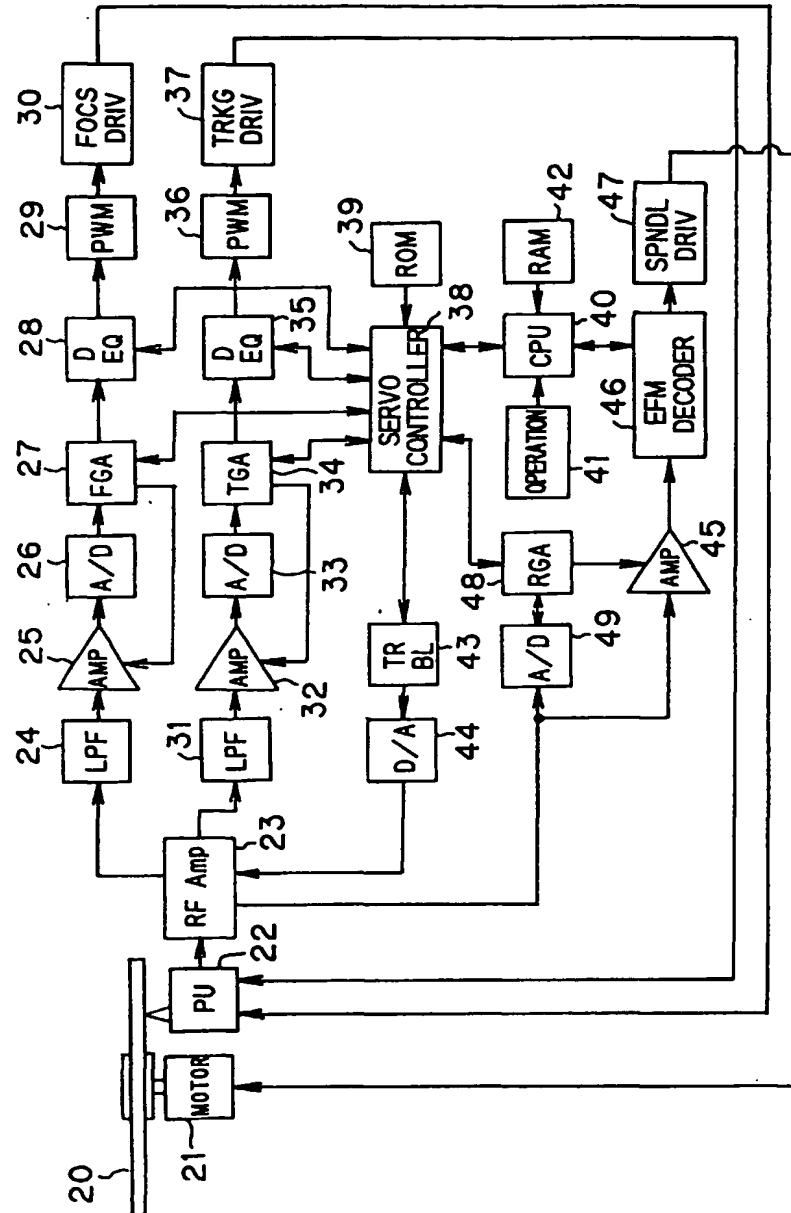 30
FOCS
DRIV
37
TRKG
DRIV
29
PWM
36
PWM
28
D
EQ
35
D
EQ
27
FGA
34
TGA
26
A/D
33
A/D
25
AMP
32
AMP
24
LPF
31
LPF
23
RF Amp
22
PU
21
MOTOR
20
39
ROM
38
SERVO
CONTROLLER
42
RAM
40
CPU
41
OPERATION
47
SPNDL
DRIV
46
EFM
DECODER
45
AMP
48
RGA
49
A/D
43
TR
BL
44
D/A